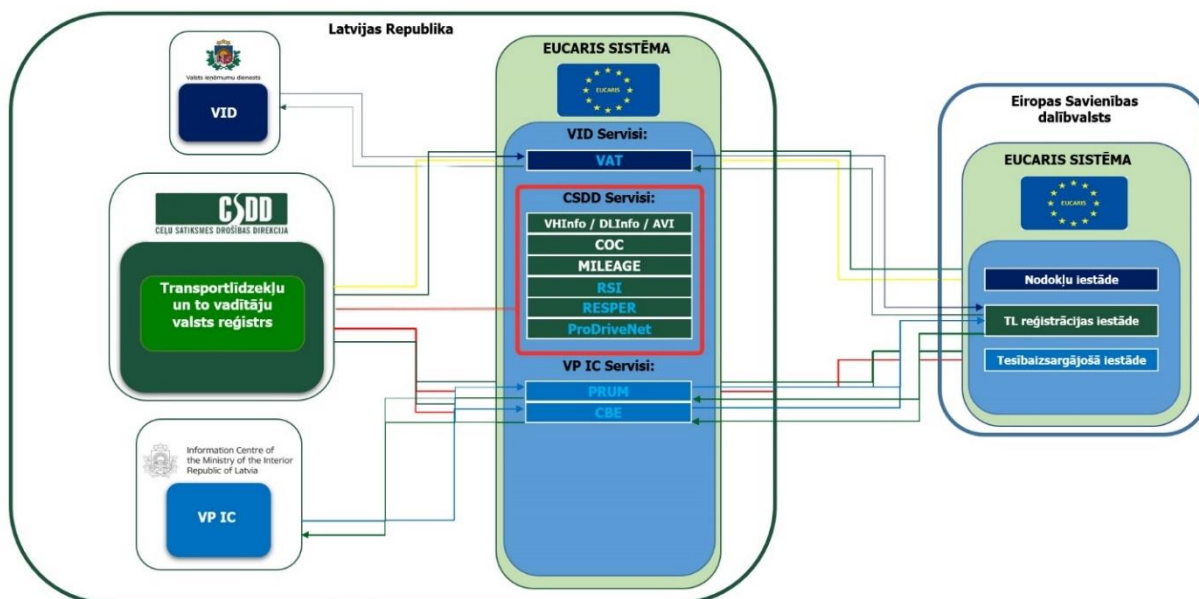 Latvijas Republika
Valsts ieņēmumu dienests
VID
CSDD
CEĻU SATIKSMES DROŠĪBAS DIREKCIJA
Transportlīdzekļu
un to vadītāju
valsts reģistrs
Information Centre of
the Ministry of the Interior
Republic of Latvia
VP IC
EUCARIS SISTĒMA
EUCARIS
VID Servisi:
VAT
CSDD Servisi:
VHInfo / DLInfo / AVI
COC
MILEAGE
RSI
RESPER
ProDriveNet
VP IC Servisi:
PRUM
CBE
Eiropas Savienības
dalībvalsts
EUCARIS SISTĒMA
EUCARIS
Nodokļu iestāde
TL reģistrācijas iestāde
Tesībaizsargājošā iestāde